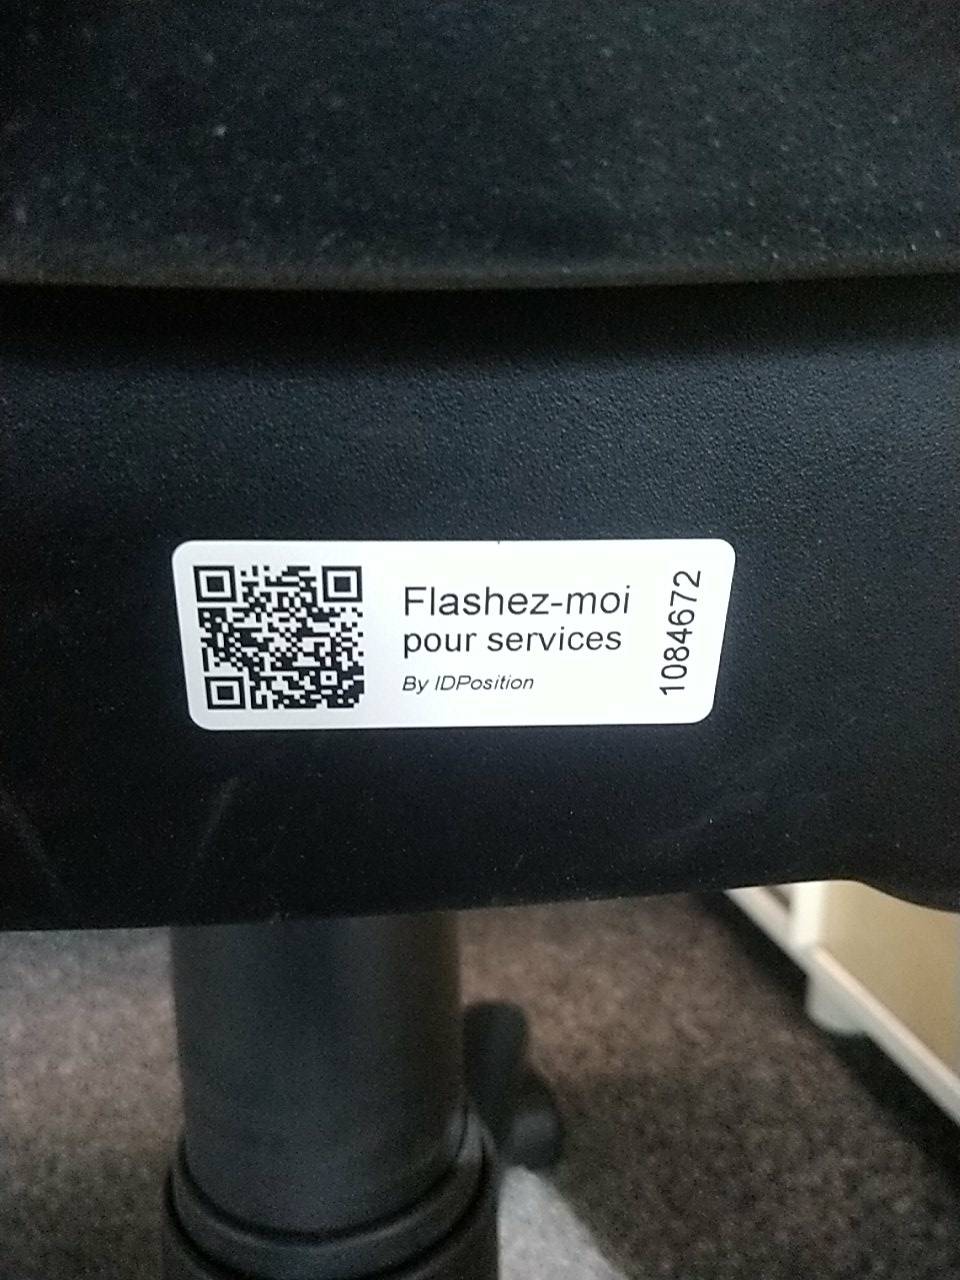 Flashez-moi
pour services
By IDPosition
1084672